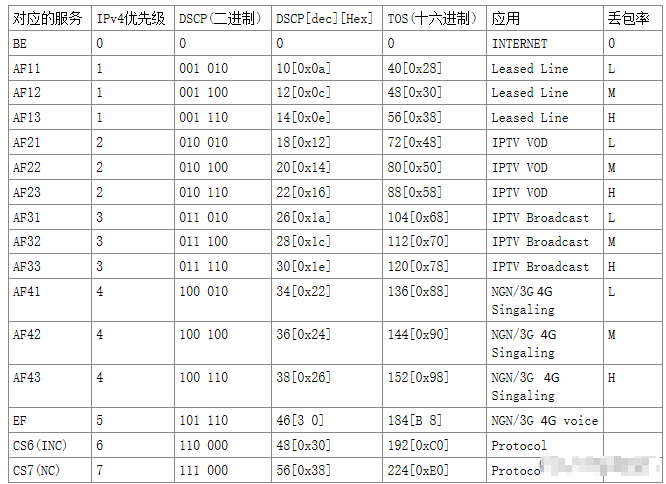 对应的服务 IPv4优先级 DSCP(二进制) DSCP[dec][Hex] TOS(十六进制) 应用 丢包率
BE 0 0 0 0 INTERNET 0
AF11 1 001 010 10[0x0a] 40[0x28] Leased Line L
AF12 1 001 100 12[0x0c] 48[0x30] Leased Line M
AF13 1 001 110 14[0x0e] 56[0x38] Leased Line H
AF21 2 010 010 18[0x12] 72[0x48] IPTV VOD L
AF22 2 010 100 20[0x14] 80[0x50] IPTV VOD M
AF23 2 010 110 22[0x16] 88[0x58] IPTV VOD H
AF31 3 011 010 26[0x1a] 104[0x68] IPTV Broadcast L
AF32 3 011 100 28[0x1c] 112[0x70] IPTV Broadcast M
AF33 3 011 110 30[0x1e] 120[0x78] IPTV Broadcast H
AF41 4 100 010 34[0x22] 136[0x88] NGN/3G 4G L
Singaling
AF42 4 100 100 36[0x24] 144[0x90] NGN/3G 4G M
Singaling
AF43 4 100 110 38[0x26] 152[0x98] NGN/3G 4G H
Singaling
EF 5 101 110 46[3 0] 184[B 8] NGN/3G 4G voice
CS6(INC) 6 110 000 48[0x30] 192[0xC0] Protocol
CS7(NC) 7 111 000 56[0x38] 224[0xE0] Protoco